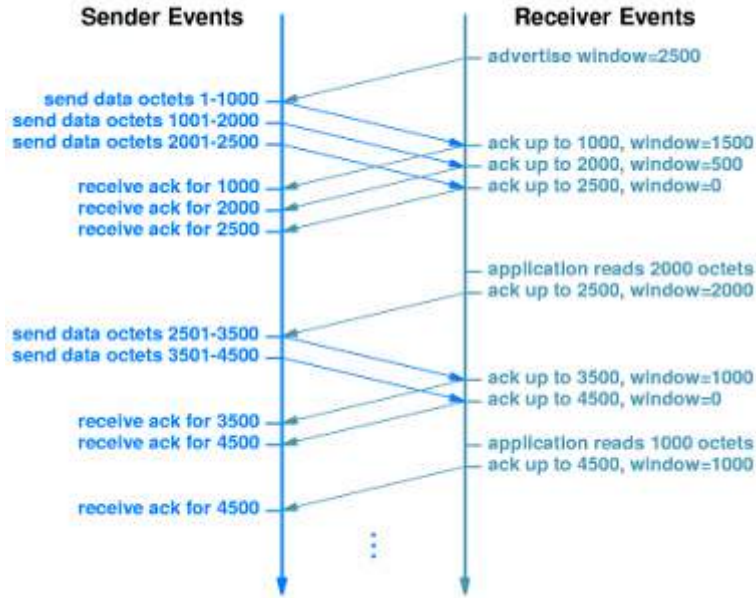 Sender Events
Receiver Events
advertise window=2500
send data octets 1-1000
send data octets 1001-2000
send data octets 2001-2500
ack up to 1000, window=1500
ack up to 2000, window=500
ack up to 2500, window=0
receive ack for 1000
receive ack for 2000
receive ack for 2500
application reads 2000 octets
ack up to 2500, window=2000
send data octets 2501-3500
send data octets 3501-4500
ack up to 3500, window=1000
ack up to 4500, window=0
receive ack for 3500
receive ack for 4500
application reads 1000 octets
ack up to 4500, window=1000
receive ack for 4500